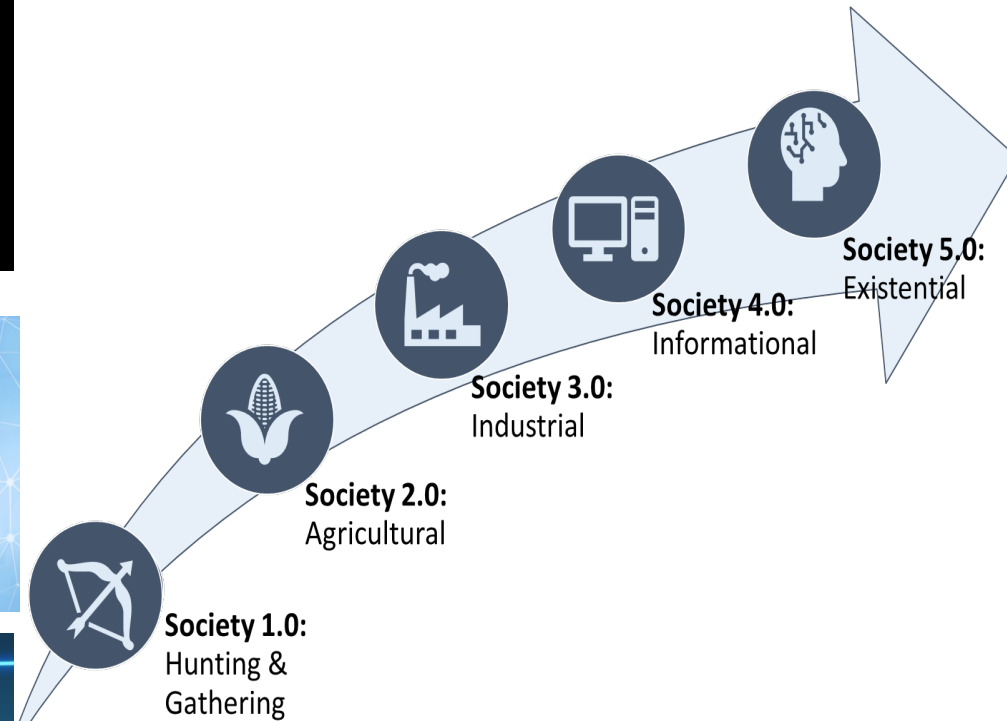 Society 5.0:
Existential
Society 4.0:
Informational
Society 3.0:
Industrial
Society 2.0:
Agricultural
Society 1.0:
Hunting &
Gathering